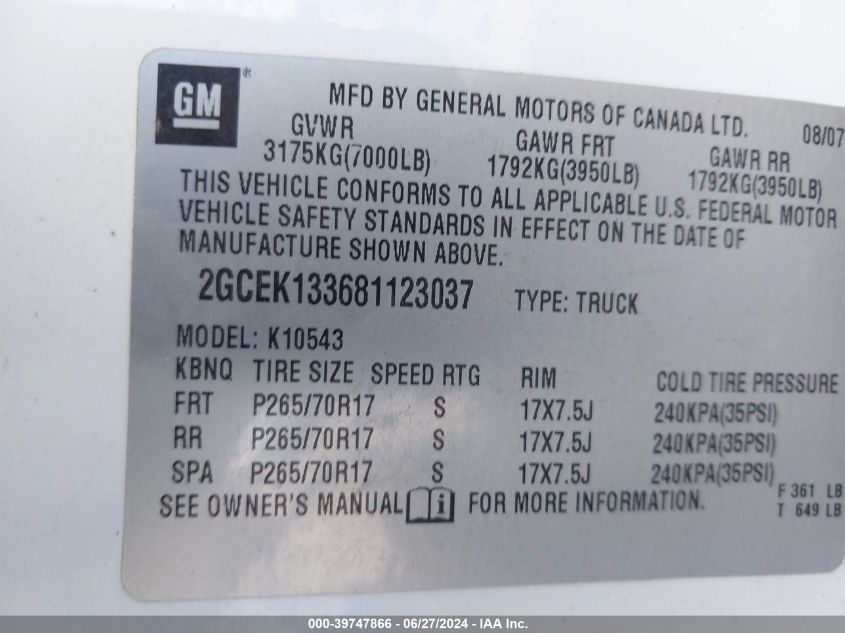 GM ®
MFD BY GENERAL MOTORS OF CANADA LTD. 08/07
GVWR GAWR FRT GAWR RR
3175KG(7000LB) 1792KG(3950LB) 1792KG(3950LB)
THIS VEHICLE CONFORMS TO ALL APPLICABLE U.S. FEDERAL MOTOR
VEHICLE SAFETY STANDARDS IN EFFECT ON THE DATE OF
MANUFACTURE SHOWN ABOVE.
2GCEK133681123037 TYPE: TRUCK
MODEL: K10543
KBNQ TIRE SIZE SPEED RTG RIM COLD TIRE PRESSURE
FRT P265/70R17 S 17X7.5J 240KPA(35PSI)
RR P265/70R17 S 17X7.5J 240KPA(35PSI)
SPA P265/70R17 S 17X7.5J 240KPA(35PSI)
SEE OWNER'S MANUAL i FOR MORE INFORMATION.
F 361 LB
T 649 LB
000-39747866 - 06/27/2024 - IAA Inc.